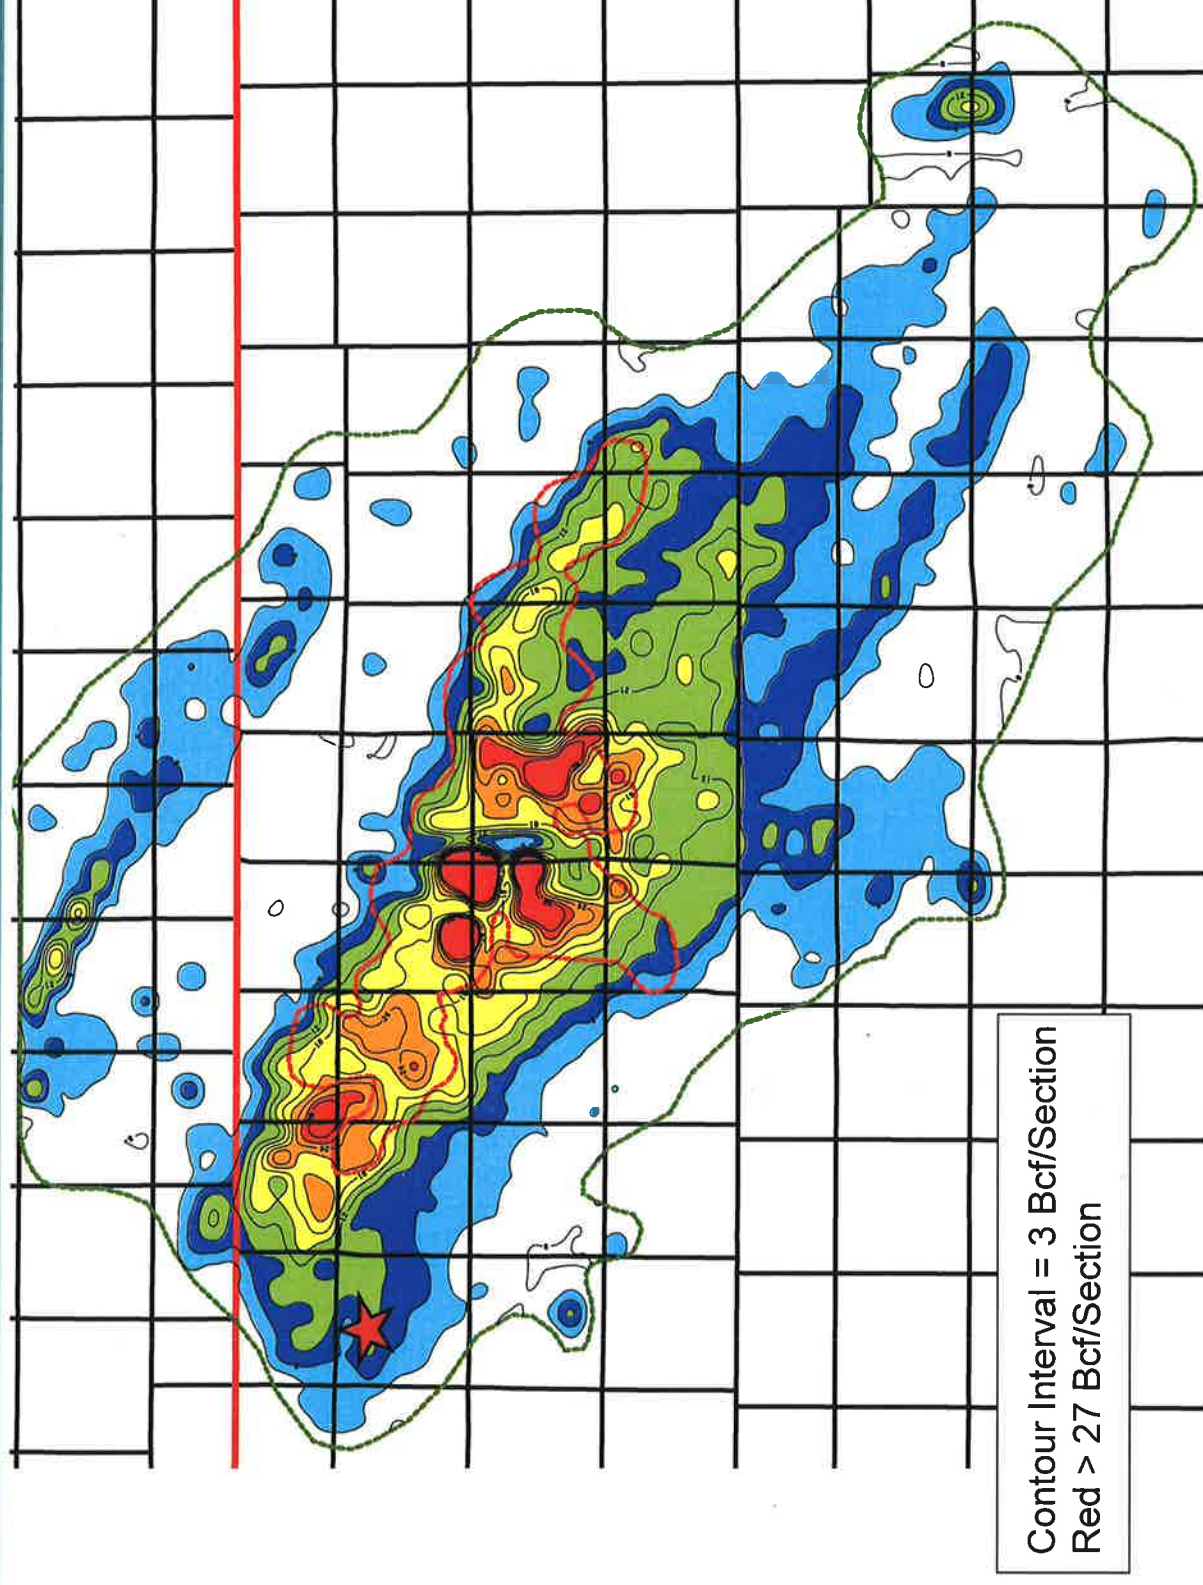 Contour Interval = 3 Bcf/Section
Red > 27 Bcf/Section